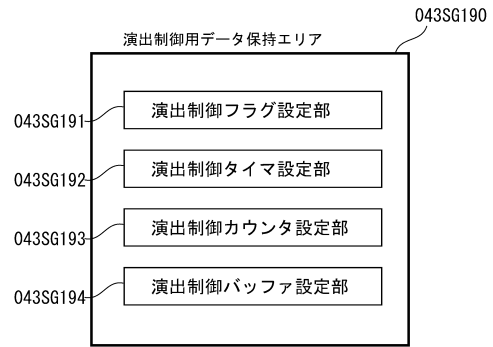 043SG190
演出制御用データ保持エリア
043SG191
演出制御フラグ設定部
043SG192
演出制御タイマ設定部
043SG193
演出制御カウンタ設定部
043SG194
演出制御バッファ設定部